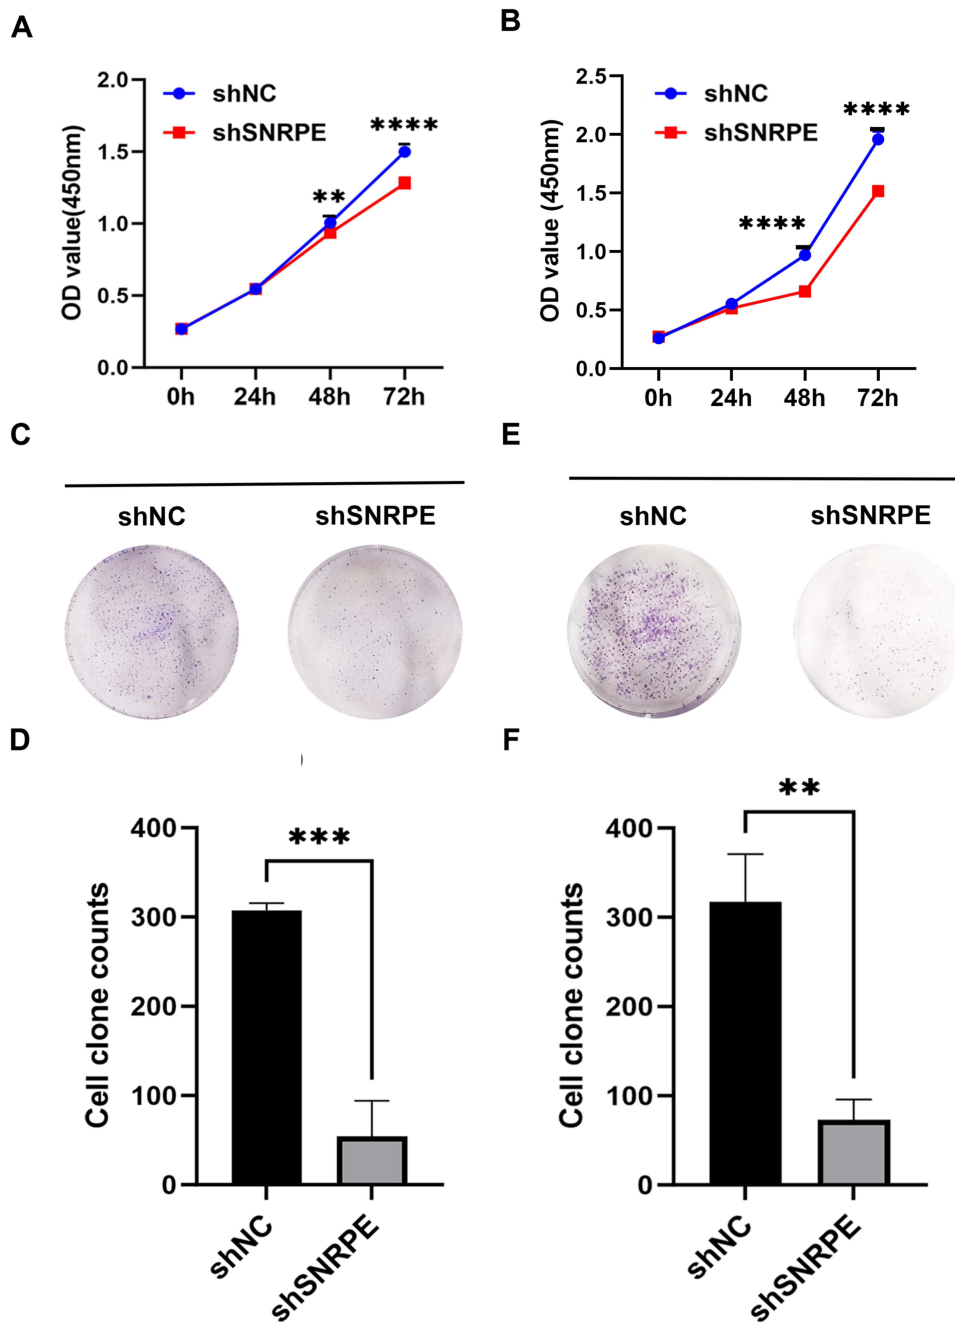 A
2.0
1.5
1.0
0.5
0.0
OD value(450nm)
shNC
shSNRPE
**
****
0h 24h 48h 72h
B
2.5
2.0
1.5
1.0
0.5
0.0
OD value (450nm)
shNC
shSNRPE
****
****
0h 24h 48h 72h
C
shNC shSNRPE
E
shNC shSNRPE
D
)
400
300
200
100
0
Cell clone counts
***
shNC
shSNRPE
F
400
300
200
100
0
Cell clone counts
**
shNC
shSNRPE